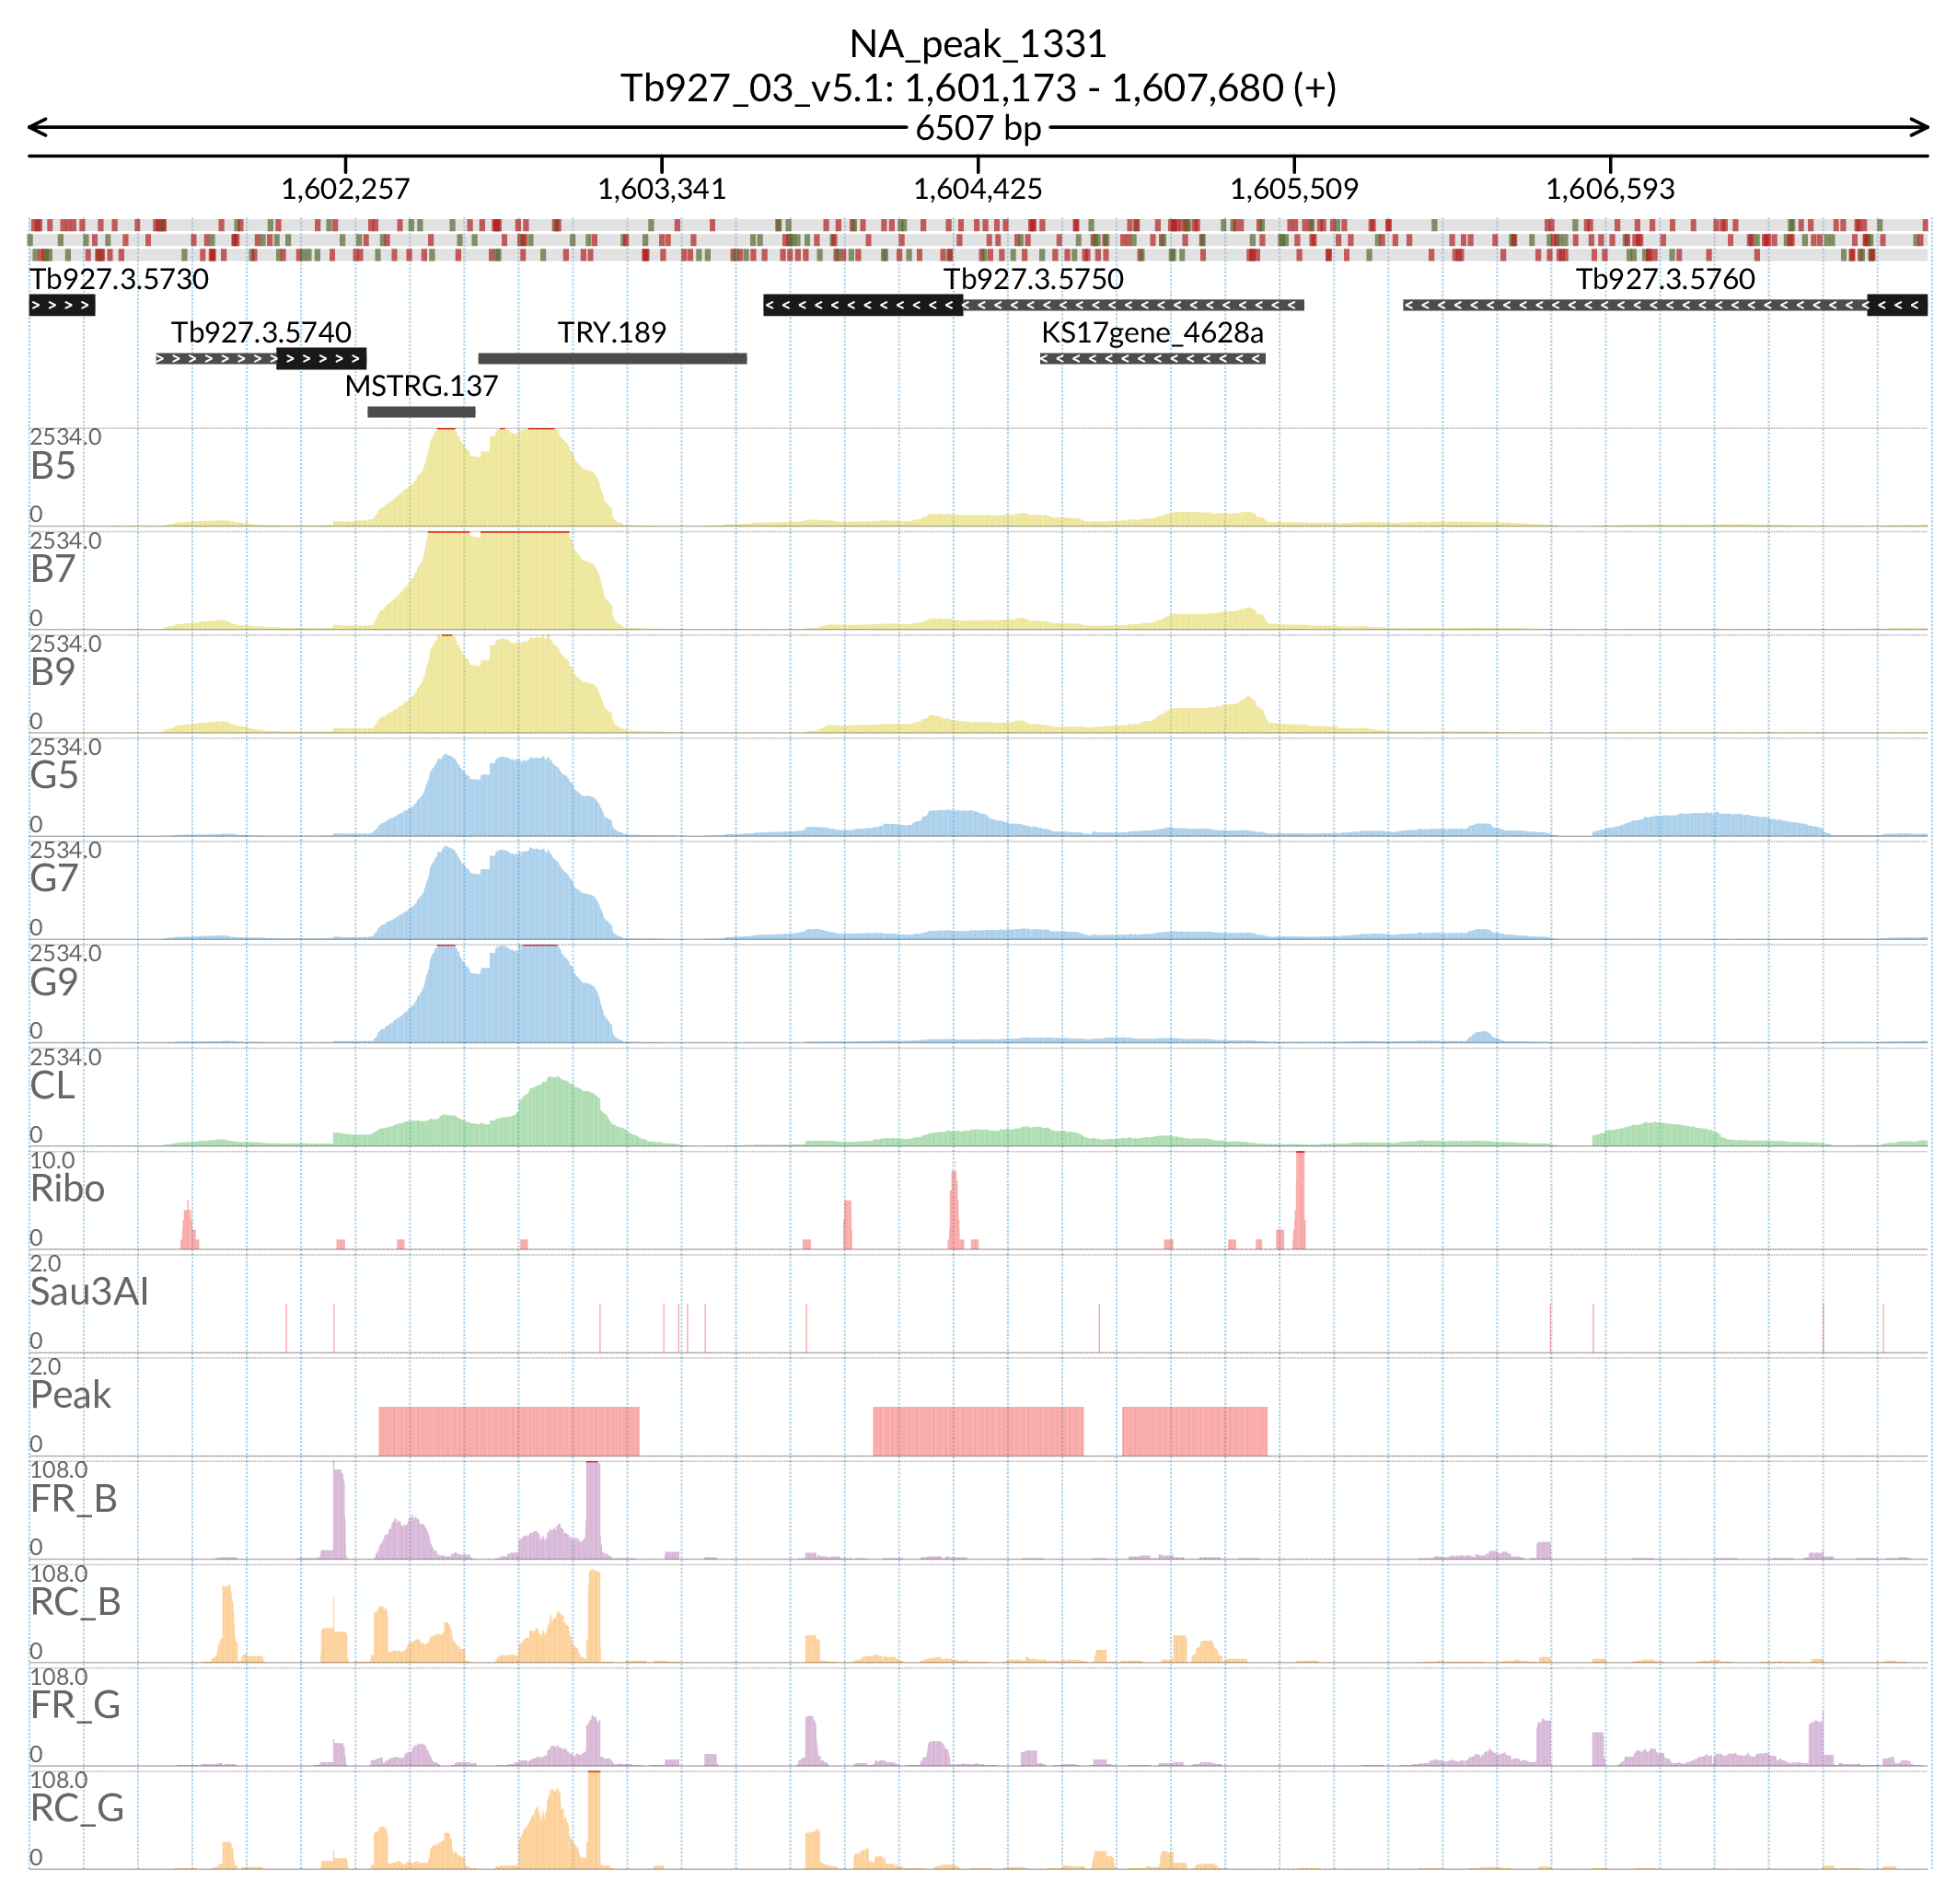 NA_peak_1331
Tb927_03_v5.1: 1,601,173 - 1,607,680 (+)
6507 bp
1,602,257 1,603,341 1,604,425 1,605,509 1,606,593
Tb927.3.5730 Tb927.3.5750 Tb927.3.5760
Tb927.3.5740 TRY.189 KS17gene_4628a
MSTRG.137
2534.0
B5
0
2534.0
B7
0
2534.0
B9
0
2534.0
G5
0
2534.0
G7
0
2534.0
G9
0
2534.0
CL
0
10.0
Ribo
0
2.0
Sau3AI
0
2.0
Peak
0
108.0
FR_B
0
108.0
RC_B
0
108.0
FR_G
0
108.0
RC_G
0